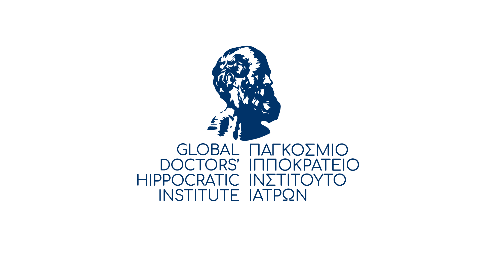 GLOBAL
DOCTORS'
HIPPOCRATIC
INSTITUTE
ΠΑΓΚΟΣΜΙΟ
ΙΠΠΟΚΡΑΤΕΙΟ
ΙΝΣΤΙΤΟΥΤΟ
ΙΑΤΡΩΝ